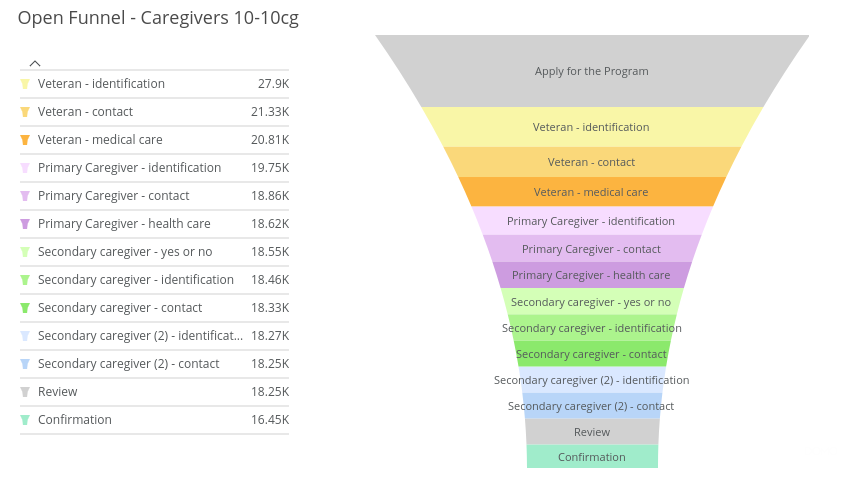 Open Funnel - Caregivers 10-10cg
Veteran - identification 27.9K
Veteran - contact 21.33K
Veteran - medical care 20.81K
Primary Caregiver - identification 19.75K
Primary Caregiver - contact 18.86K
Primary Caregiver - health care 18.62K
Secondary caregiver - yes or no 18.55K
Secondary caregiver - identification 18.46K
Secondary caregiver - contact 18.33K
Secondary caregiver (2) - identificat... 18.27K
Secondary caregiver (2) - contact 18.25K
Review 18.25K
Confirmation 16.45K
Apply for the Program
Veteran - identification
Veteran - contact
Veteran - medical care
Primary Caregiver - identification
Primary Caregiver - contact
Primary Caregiver - health care
Secondary caregiver - yes or no
Secondary caregiver - identification
Secondary caregiver - contact
Secondary caregiver (2) - identification
Secondary caregiver (2) - contact
Review
Confirmation